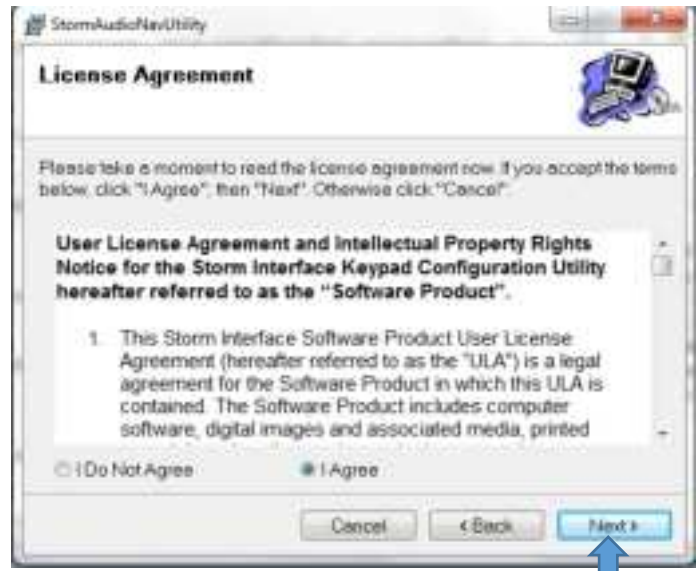 StormAudioNavUtility
License Agreement
Please take a moment to read the license agreement now. If you accept the terms
below, click "I Agree", then "Next". Otherwise click "Cancel".
User License Agreement and Intellectual Property Rights
Notice for the Storm Interface Keypad Configuration Utility
hereafter referred to as the “Software Product”.
1. This Storm Interface Software Product User License
Agreement (hereafter referred to as the "ULA") is a legal
agreement for the Software Product in which this ULA is
contained. The Software Product includes computer
software, digital images and associated media, printed
I Do Not Agree I Agree
Cancel < Back Next >